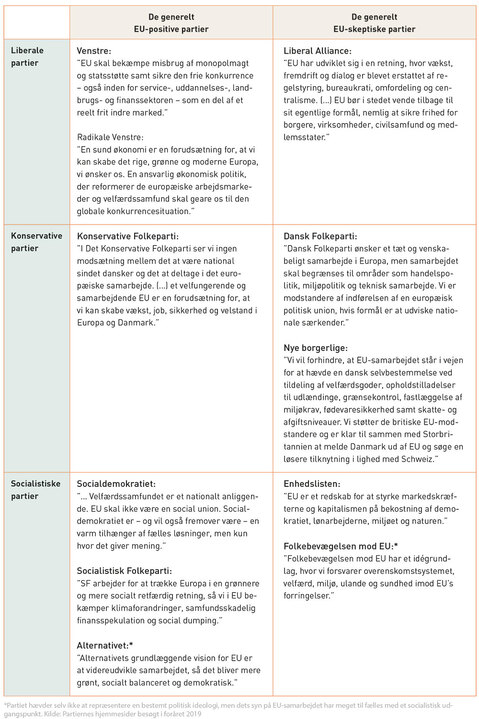 De generelt
EU-positive partier
De generelt
EU-skeptiske partier
Liberale
partier
Venstre:
"EU skal bekæmpe misbrug af monopolmagt
og statsstøtte samt sikre den frie konkurrence
– også inden for service-, uddannelses-, land-
brugs- og finanssektoren – som en del af et
reelt frit indre marked."
Radikale Venstre:
"En sund økonomi er en forudsætning for, at vi
kan skabe det rige, grønne og moderne Europa,
vi ønsker os. En ansvarlig økonomisk politik,
der reformerer de europæiske arbejdsmarke-
der og velfærdssamfund skal geare os til den
globale konkurrencesituation."
Liberal Alliance:
"EU har udviklet sig i en retning, hvor vækst,
fremdrift og dialog er blevet erstattet af re-
gelstyring, bureaukrati, omfordeling og cen-
tralisme. (...) EU bør i stedet vende tilbage til
sit egentlige formål, nemlig at sikre frihed for
borgere, virksomheder, civilsamfund og med-
lemsstater."
Konservative
partier
Konservative Folkeparti:
"I Det Konservative Folkeparti ser vi ingen
modsætning mellem det at være national
sindet dansker og det at deltage i det euro-
pæiske samarbejde. (...) et velfungerende og
samarbejdende EU er en forudsætning for, at
vi kan skabe vækst, job, sikkerhed og velstand i
Europa og Danmark."
Dansk Folkeparti:
"Dansk Folkeparti ønsker et tæt og venska-
beligt samarbejde i Europa, men samarbejdet
skal begrænses til områder som handelspo-
litik, miljøpolitik og teknisk samarbejde. Vi er
modstandere af indførelsen af en europæisk
politisk union, hvis formål er at udviske natio-
nale særkender."
Nye borgerlige:
"Vi vil forhindre, at EU-samarbejdet står i vejen
for at hævde en dansk selvbestemmelse ved
tildeling af velfærdsgoder, opholdstilladelser
til udlændinge, grænsekontrol, fastlæggelse af
miljøkrav, fødevaresikkerhed samt skatte- og
afgiftsniveauer. Vi støtter de britiske EU-mod-
standere og er klar til sammen med Storbri-
tannien at melde Danmark ud af EU og søge en
løsere tilknytning i lighed med Schweiz."
Socialistiske
partier
Socialdemokratiet:
"... Velfærdssamfundet er et nationalt anliggen-
de. EU skal ikke være en social union. Social-
demokratiet er – og vil også fremover være – en
varm tilhænger af fælles løsninger, men kun
hvor det giver mening."
Socialistisk Folkeparti:
"SF arbejder for at trække Europa i en grønnere
og mere socialt retfærdig retning, så vi i EU be-
kæmper klimaforandringer, samfundsskadelig
finansspekulation og social dumping."
Alternativet:*
"Alternativets grundlæggende vision for EU er
at videreudvikle samarbejdet, så det bliver mere
grønt, socialt balanceret og demokratisk."
Enhedslisten:
"EU er et redskab for at styrke markedskræf-
terne og kapitalismen på bekostning af demo-
kratiet, lønarbejderne, miljøet og naturen."
Folkebevægelsen mod EU:*
"Folkebevægelsen mod EU har et idégrund-
lag, hvor vi forsvarer overenskomstsystemet,
velfærd, miljø, ulande og sundhed imod EU's
forringelser."
*Partiet hævder selv ikke at repræsentere en bestemt politisk ideologi, men dets syn på EU-samarbejdet har meget til fælles med et socialistisk ud-
gangspunkt. Kilde: Partiernes hjemmesider besøgt i foråret 2019